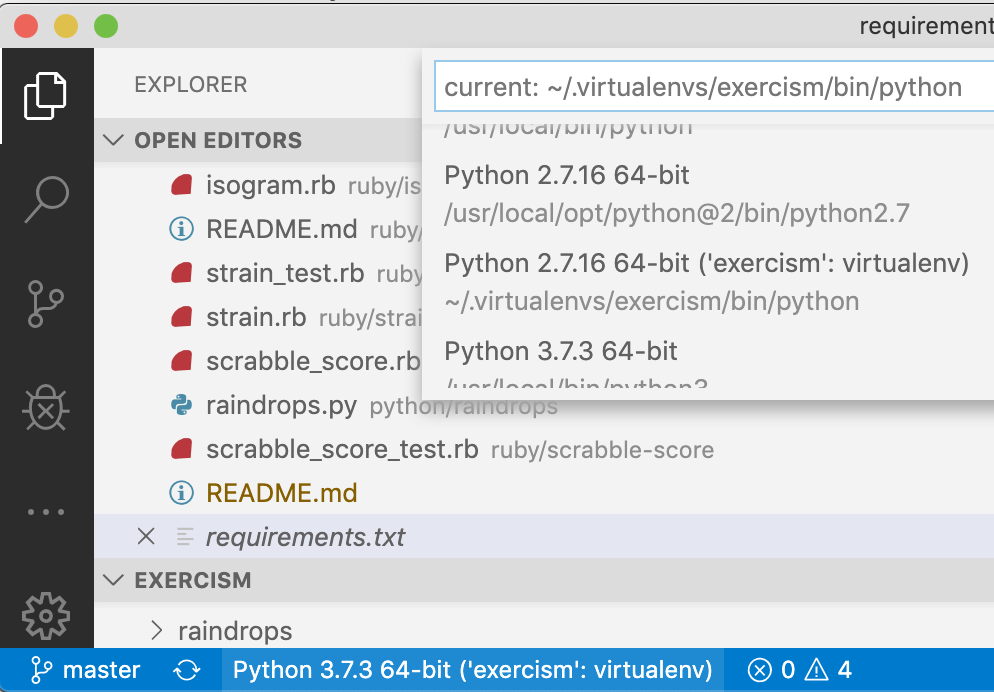 requirement
EXPLORER
current: ~/.virtualenvs/exercism/bin/python
/usr/local/bin/python
OPEN EDITORS
Python 2.7.16 64-bit
isogram.rb ruby/is
/usr/local/opt/python@2/bin/python2.7
README.md ruby/
Python 2.7.16 64-bit ('exercism': virtualenv)
strain_test.rb ruby
~/.virtualenvs/exercism/bin/python
strain.rb ruby/strai
Python 3.7.3 64-bit
scrabble_score.rb
/usr/local/bin/python3
raindrops.py python/raindrops
scrabble_score_test.rb ruby/scrabble-score
README.md
requirements.txt
EXERCISM
raindrops
master Python 3.7.3 64-bit ('exercism': virtualenv) 0 4